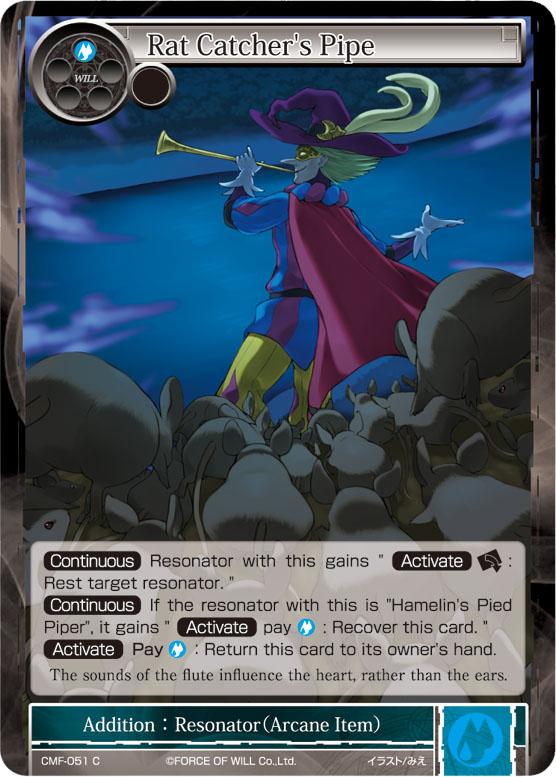 Rat Catcher's Pipe
WILL
Continuous Resonator with this gains " Activate :
Rest target resonator. "
Continuous If the resonator with this is "Hamelin's Pied
Piper", it gains " Activate pay : Recover this card. "
Activate Pay : Return this card to its owner's hand.
The sounds of the flute influence the heart, rather than the ears.
Addition : Resonator(Arcane Item)
CMF-051 C ©FORCE OF WILL Co.,Ltd. イラスト/みえ